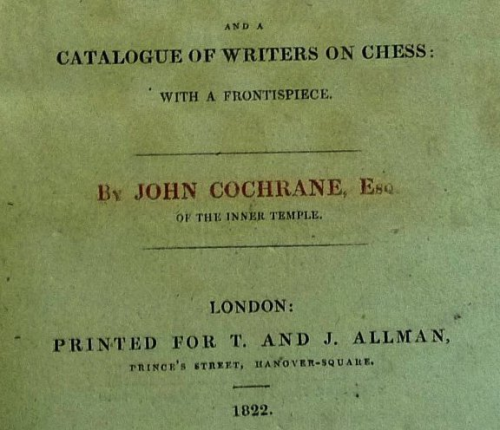 AND A
CATALOGUE OF WRITERS ON CHESS:
WITH A FRONTISPIECE.
By JOHN COCHRANE, Esq.
OF THE INNER TEMPLE.
LONDON:
PRINTED FOR T. AND J. ALLMAN,
PRINCE'S STREET, HANOVER-SQUARE.
1822.